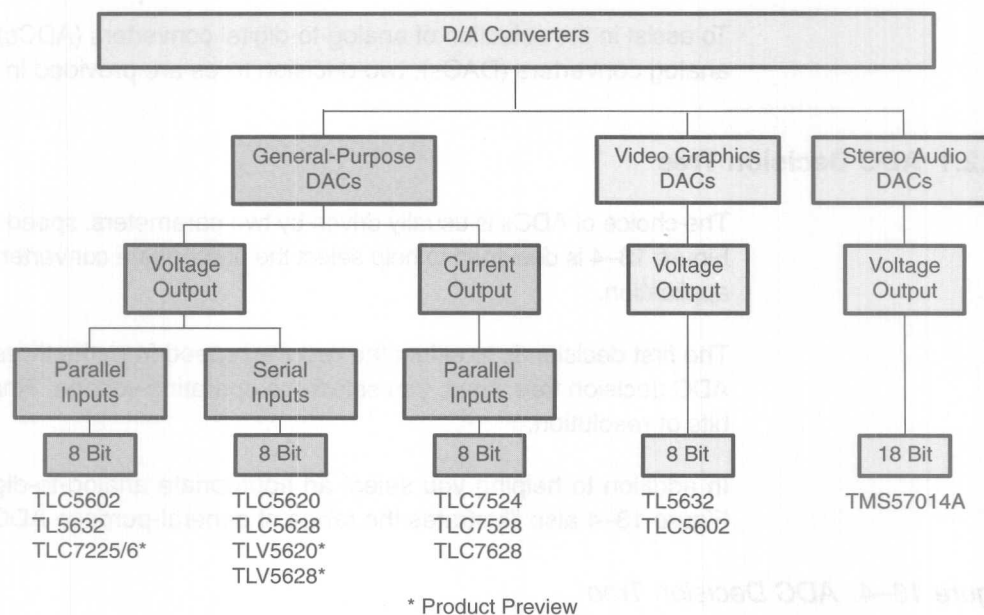 D/A Converters
General-Purpose
DACs
Video Graphics
DACs
Stereo Audio
DACs
Voltage
Output
Current
Output
Voltage
Output
Voltage
Output
Parallel
Inputs
Serial
Inputs
Parallel
Inputs
8 Bit
8 Bit
8 Bit
8 Bit
18 Bit
TLC5602
TL5632
TLC7225/6*
TLC5620
TLC5628
TLV5620*
TLV5628*
TLC7524
TLC7528
TLC7628
TL5632
TLC5602
TMS57014A
* Product Preview